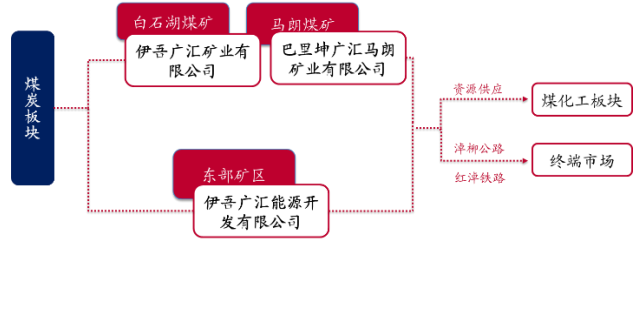 煤炭板块
白石湖煤矿
伊吾广汇矿业有
限公司
马朗煤矿
巴里坤广汇马朗
矿业有限公司
东部矿区
伊吾广汇能源开
发有限公司
资源供应
淖柳公路
红淖铁路
煤化工板块
终端市场